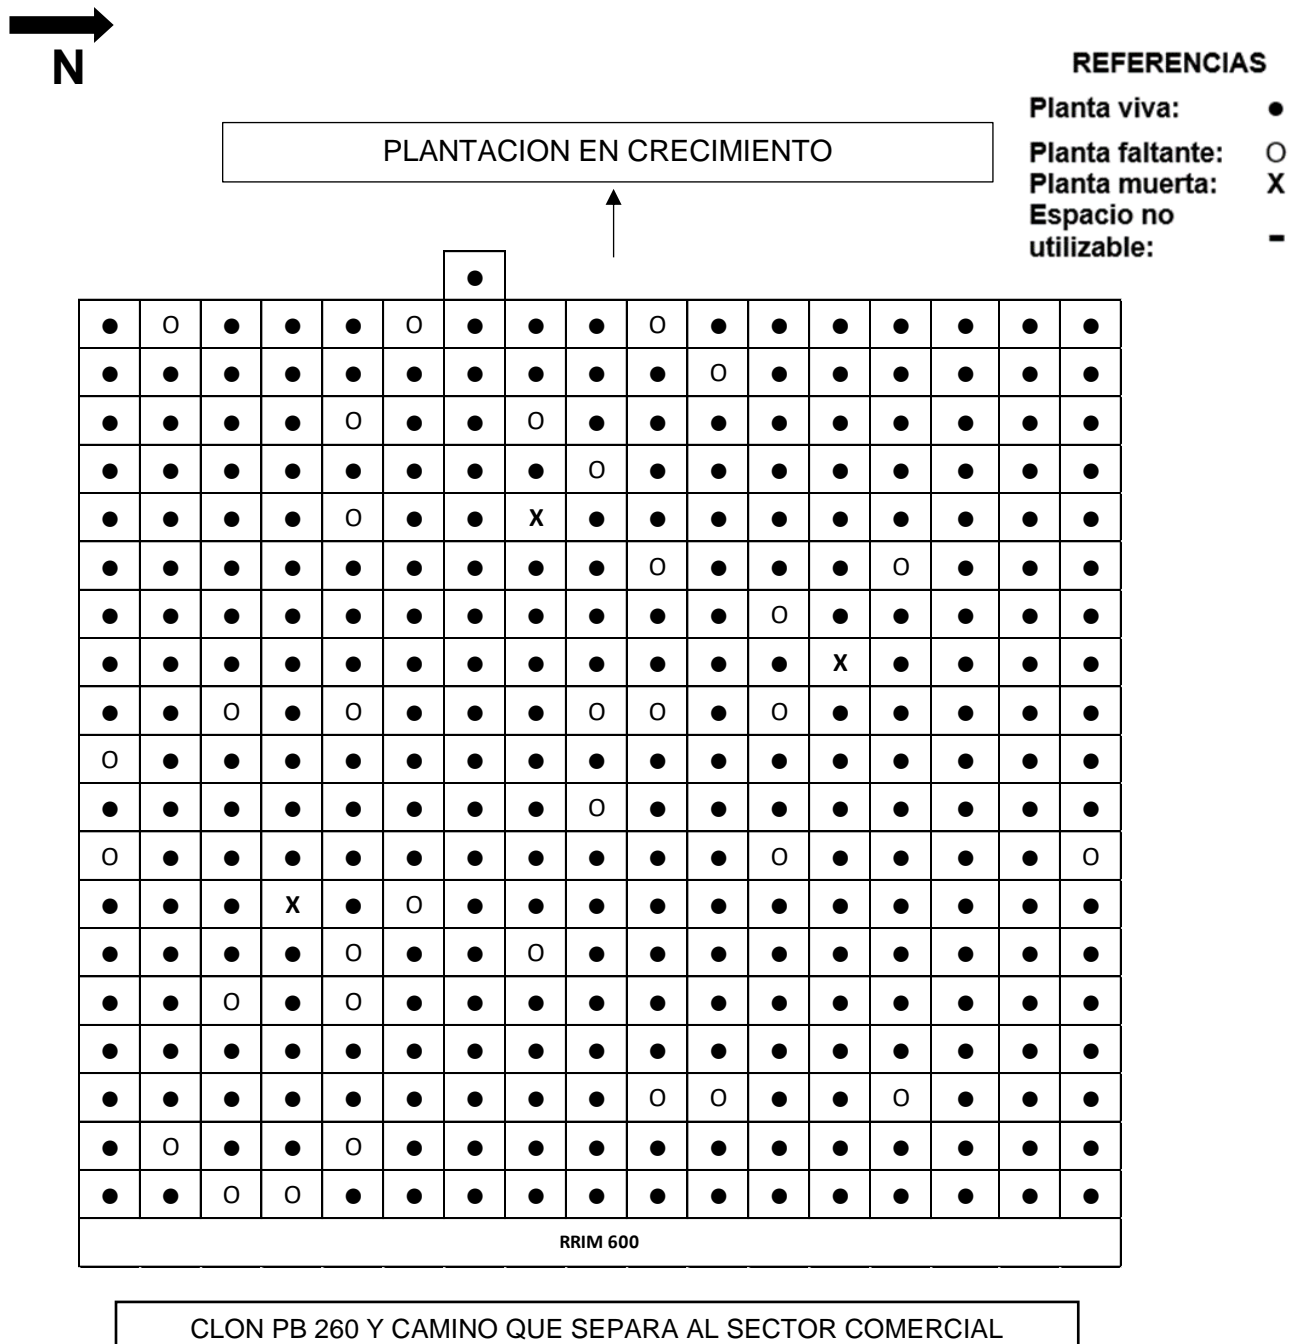 N
REFERENCIAS
Planta viva: ●
Planta faltante: O
Planta muerta: X
Espacio no
utilizable: -
PLANTACION EN CRECIMIENTO
●
● O ● ● ● O ● ● ● O ● ● ● ● ● ● ●
● ● ● ● ● ● ● ● ● ● O ● ● ● ● ● ●
● ● ● ● O ● ● O ● ● ● ● ● ● ● ● ●
● ● ● ● ● ● ● ● O ● ● ● ● ● ● ● ●
● ● ● ● O ● ● X ● ● ● ● ● ● ● ● ●
● ● ● ● ● ● ● ● ● O ● ● ● O ● ● ●
● ● ● ● ● ● ● ● ● ● ● O ● ● ● ● ●
● ● ● ● ● ● ● ● ● ● ● ● X ● ● ● ●
● ● O ● O ● ● ● O O ● O ● ● ● ● ●
O ● ● ● ● ● ● ● ● ● ● ● ● ● ● ● ●
● ● ● ● ● ● ● ● O ● ● ● ● ● ● ● ●
O ● ● ● ● ● ● ● ● ● ● O ● ● ● ● O
● ● ● X ● O ● ● ● ● ● ● ● ● ● ● ●
● ● ● ● O ● ● O ● ● ● ● ● ● ● ● ●
● ● O ● O ● ● ● ● ● ● ● ● ● ● ● ●
● ● ● ● ● ● ● ● ● ● ● ● ● ● ● ● ●
● ● ● ● ● ● ● ● ● O O ● ● O ● ● ●
● O ● ● O ● ● ● ● ● ● ● ● ● ● ● ●
● ● O O ● ● ● ● ● ● ● ● ● ● ● ● ●
RRIM 600
CLON PB 260 Y CAMINO QUE SEPARA AL SECTOR COMERCIAL